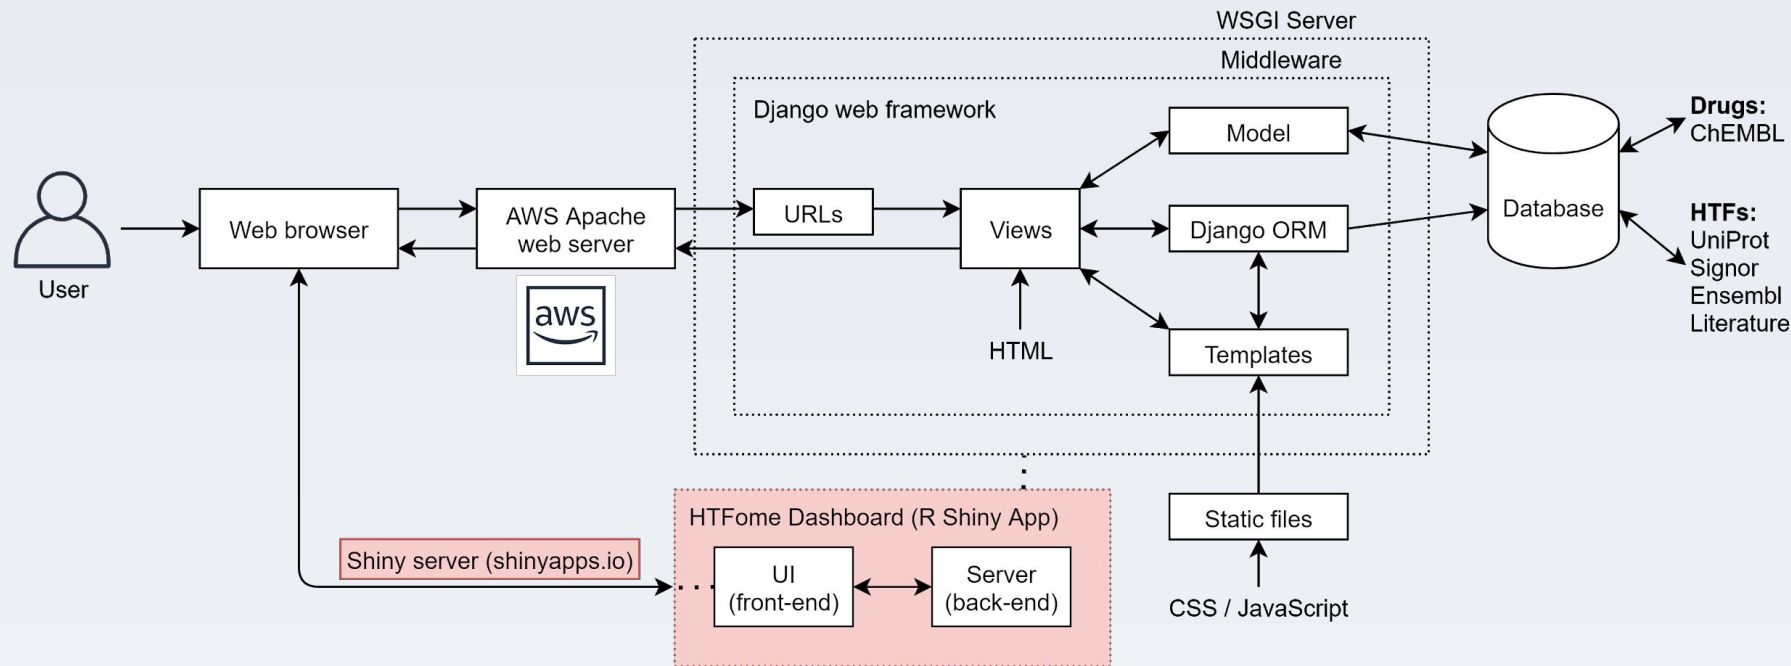 WSGI Server
Middleware
Django web framework
Model
Drugs:
ChEMBL
User
Web browser
AWS Apache
web server
aws
URLs
Views
Django ORM
Database
HTFs:
UniProt
Signor
Ensembl
Literature
HTML
Templates
HTFome Dashboard (R Shiny App)
Static files
Shiny server (shinyapps.io)
UI
(front-end)
Server
(back-end)
CSS / JavaScript